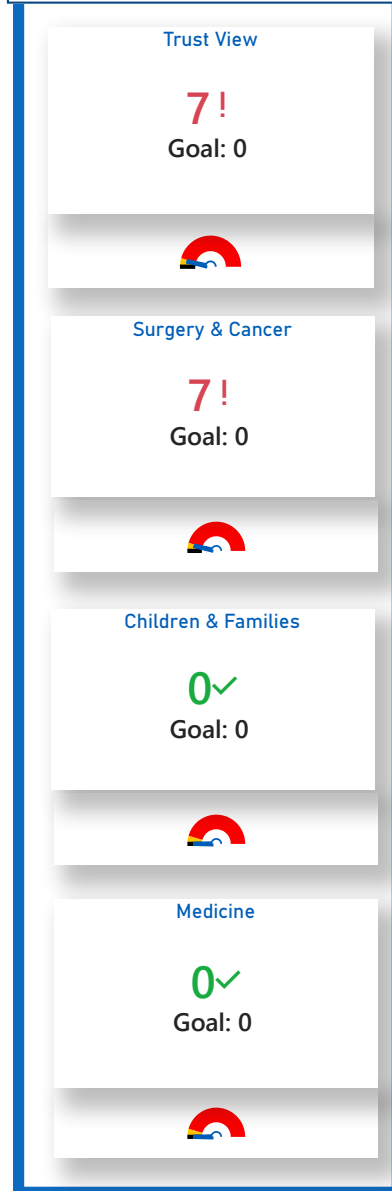 Trust View
7!
Goal: 0
Surgery & Cancer
7!
Goal: 0
Children & Families
0✓
Goal: 0
Medicine
0✓
Goal: 0